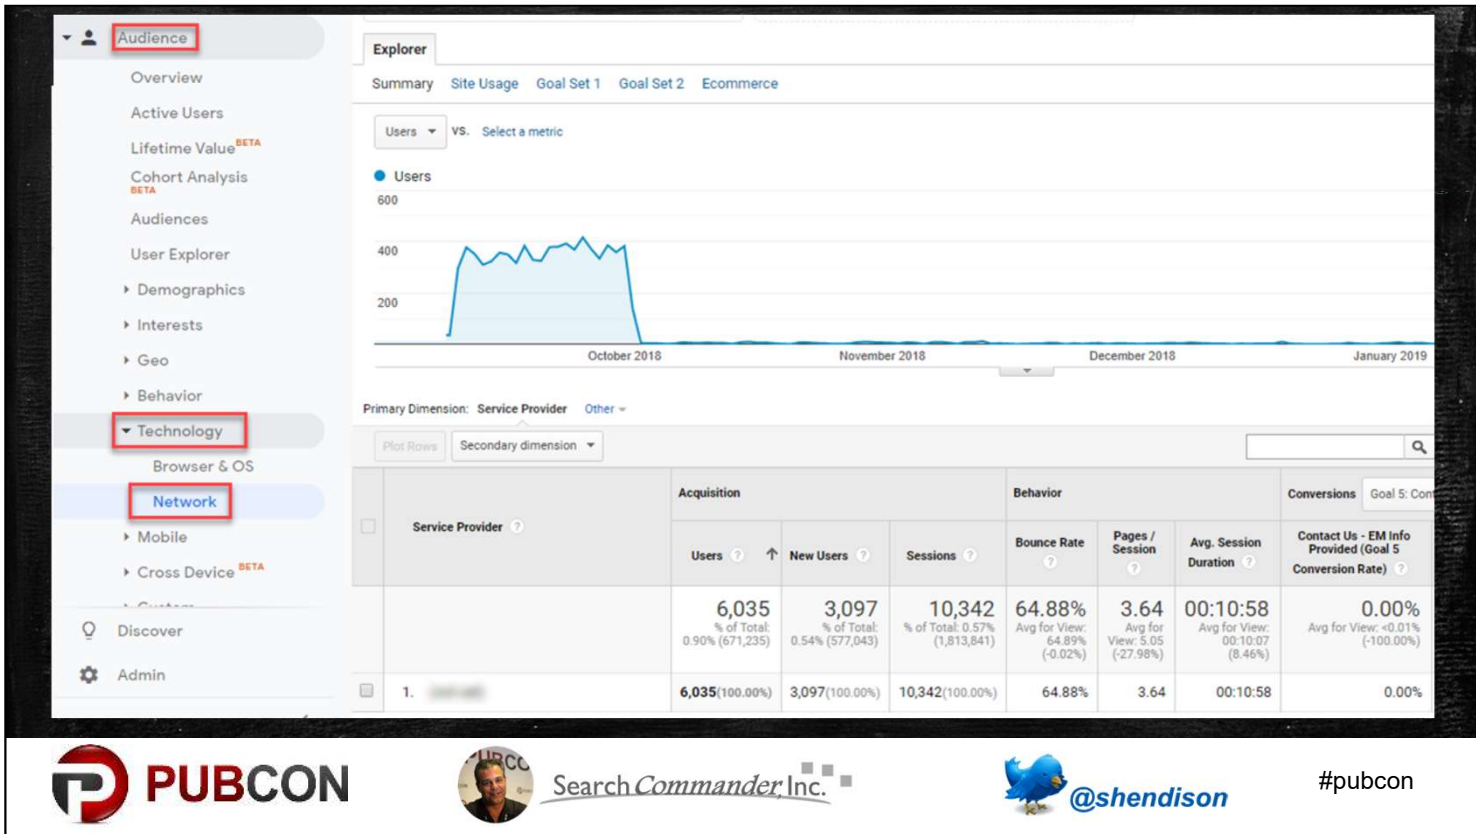 Audience
Overview
Active Users
Lifetime Value BETA
Cohort Analysis
BETA
Audiences
User Explorer
Demographics
Interests
Geo
Behavior
Technology
Browser & OS
Network
Mobile
Cross Device BETA
Custom
Discover
Admin
Explorer
Summary Site Usage Goal Set 1 Goal Set 2 Ecommerce
Users VS. Select a metric
Users
600
400
200
October 2018 November 2018 December 2018 January 2019
Primary Dimension: Service Provider Other
Plot Rows Secondary dimension
Acquisition Behavior Conversions Goal 5: Con
Service Provider ?
Users ? New Users ? Sessions ? Bounce Rate ? Pages / Session ? Avg. Session Duration ? Contact Us - EM Info Provided (Goal 5 Conversion Rate) ?
6,035 3,097 10,342 64.88% 3.64 00:10:58 0.00%
% of Total: 0.90% (671,235) % of Total: 0.54% (577,043) % of Total: 0.57% (1,813,841) Avg for View: 64.89% (-0.02%) Avg for View: 5.05 (-27.98%) Avg for View: 00:10:07 (8.46%) Avg for View: <0.01% (-100.00%)
1. 6,035(100.00%) 3,097(100.00%) 10,342(100.00%) 64.88% 3.64 00:10:58 0.00%
PUBCON
Search Commander, Inc.
@shendison
#pubcon